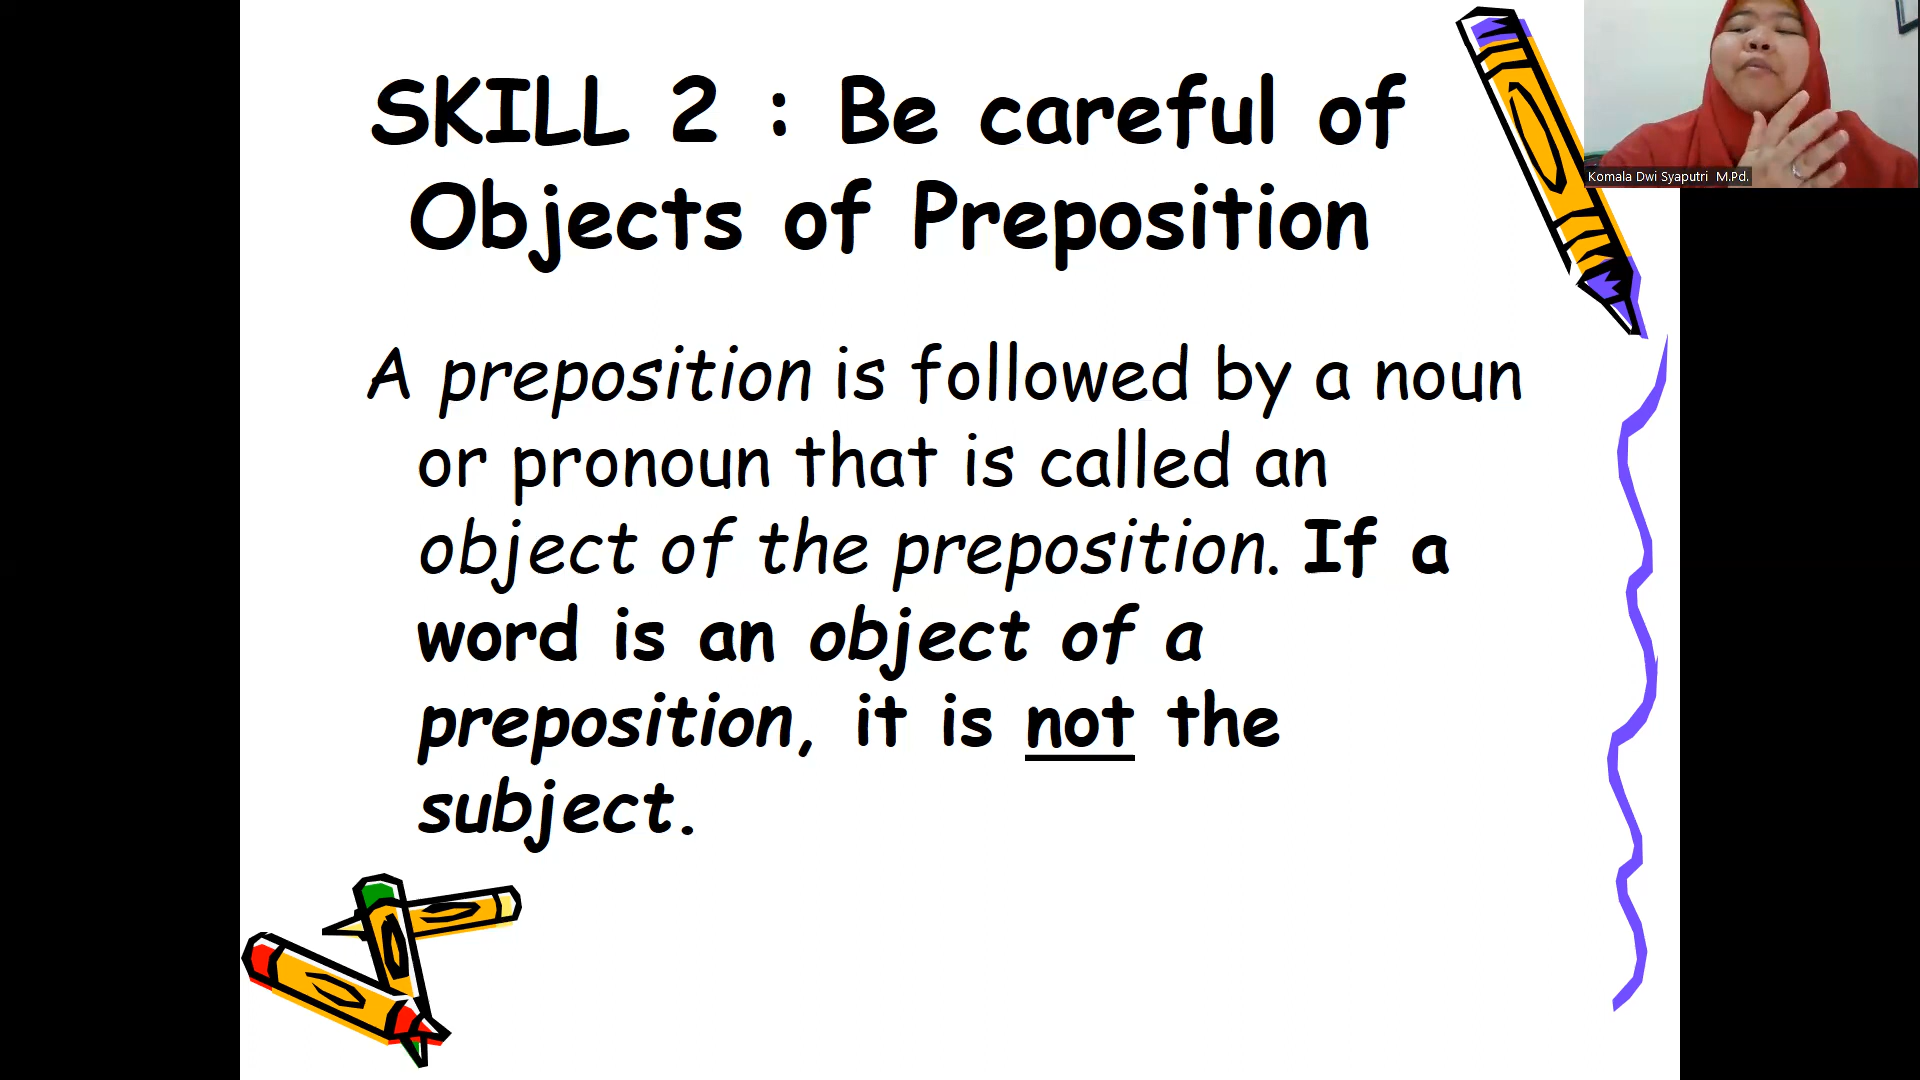 SKILL 2 : Be careful of
Objects of Preposition
A preposition is followed by a noun
or pronoun that is called an
object of the preposition. If a
word is an object of a
preposition, it is not the
subject.
Komala Dwi Syaputri M.Pd.